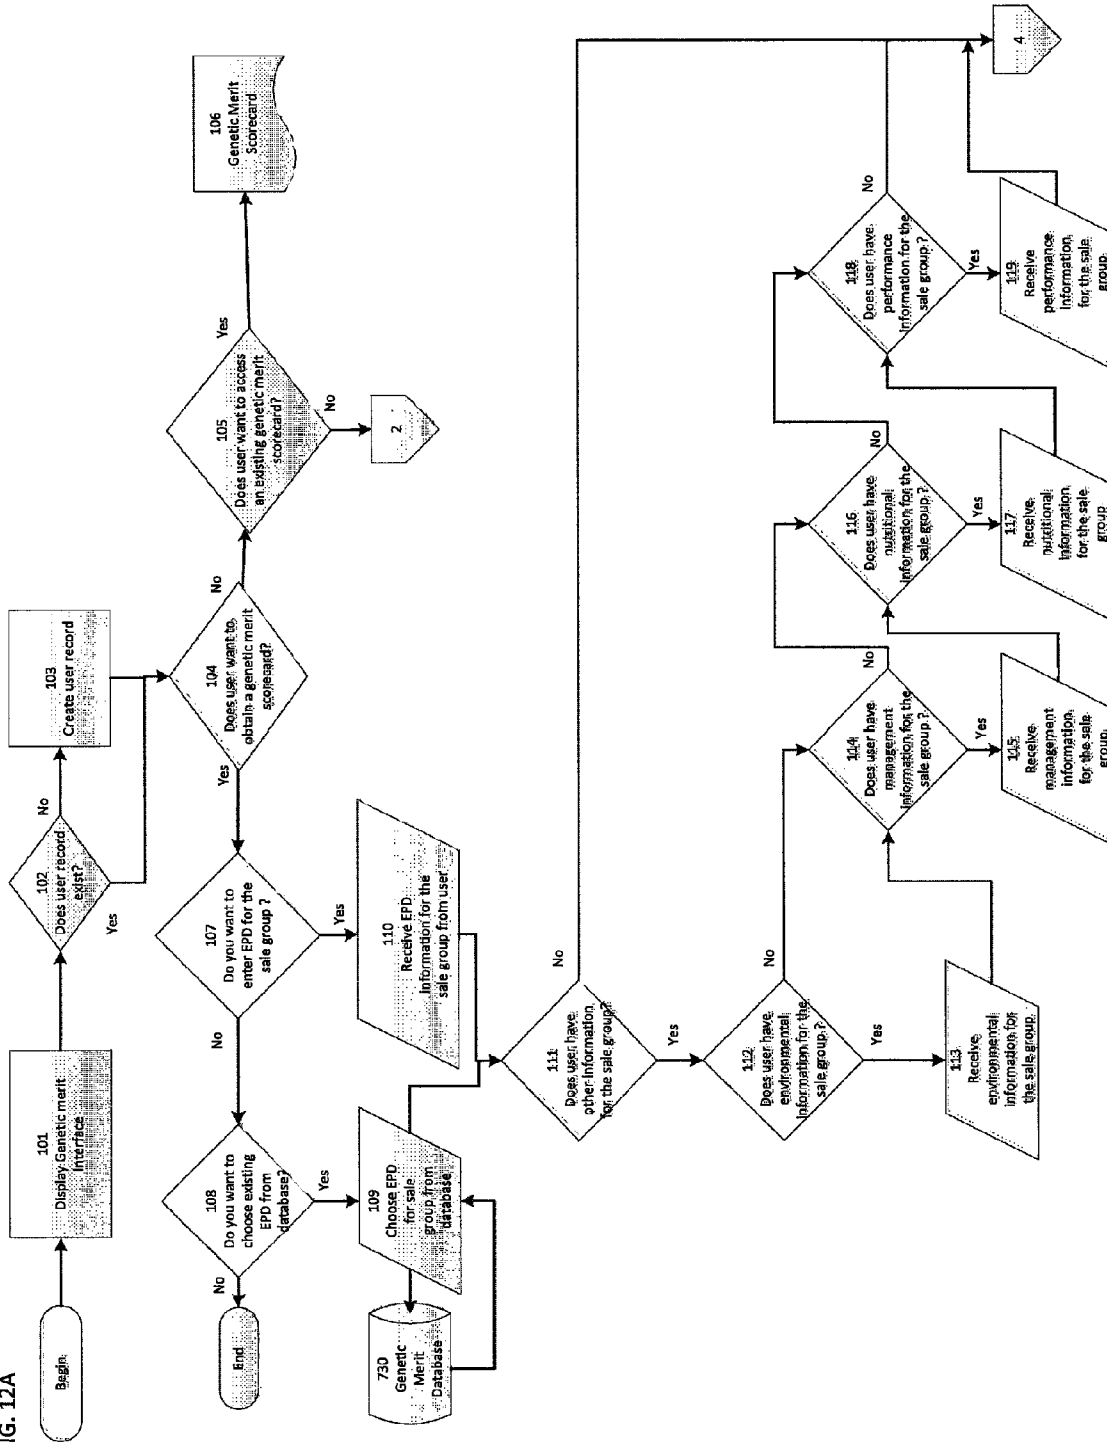 G. 12A
Begin
101
Display Genetic merit
Interface
102
Does user record
exist?
No
Yes
103
Create user record
104
Does user want to
obtain a genetic merit
scorecard?
No
Yes
105
Does user want to access
an existing genetic merit
scorecard?
Yes
No
106
Genetic Merit
Scorecard
2
107
Do you want to
enter EPD for the
sale group ?
Yes
No
108
Do you want to
choose existing
EPD from
database?
Yes
No
End
109
Choose EPD
for sale
group from
database
730
Genetic
Merit
Database
110
Receive EPD
information for the
sale group from user
111
Does user have
other information
for the sale group?
No
Yes
112
Does user have
environmental
information for the
sale group ?
No
Yes
113
Receive
environmental
information for
the sale group
114
Does user have
management
information for the
sale group ?
No
Yes
115
Receive
management
information
for the sale
group
116
Does user have
nutritional
information for the
sale group ?
No
Yes
117
Receive
nutritional
information
for the sale
group
118
Does user have
performance
information for the
sale group ?
No
Yes
119
Receive
performance
information
for the sale
group
4